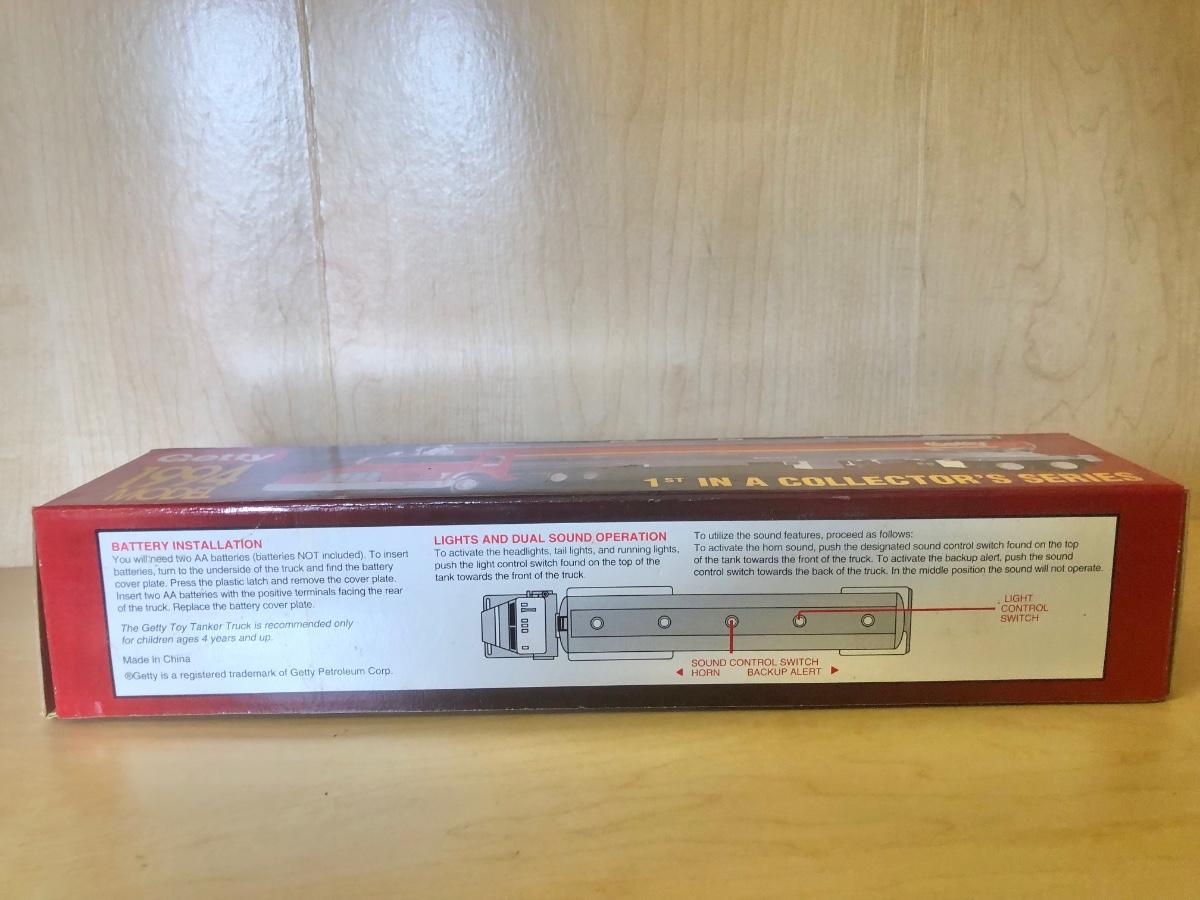 Getty
1994
MODEL
1ST IN A COLLECTOR'S SERIES
BATTERY INSTALLATION
You will need two AA batteries (batteries NOT included). To insert
batteries, turn to the underside of the truck and find the battery
cover plate. Press the plastic latch and remove the cover plate.
Insert two AA batteries with the positive terminals facing the rear
of the truck. Replace the battery cover plate.
The Getty Toy Tanker Truck is recommended only
for children ages 4 years and up.
Made in China
®Getty is a registered trademark of Getty Petroleum Corp.
LIGHTS AND DUAL SOUND OPERATION
To activate the headlights, tail lights, and running lights,
push the light control switch found on the top of the
tank towards the front of the truck.
To utilize the sound features, proceed as follows:
To activate the horn sound, push the designated sound control switch found on the top
of the tank towards the front of the truck. To activate the backup alert, push the sound
control switch towards the back of the truck. In the middle position the sound will not operate.
LIGHT
CONTROL
SWITCH
SOUND CONTROL SWITCH
◄ HORN BACKUP ALERT ►